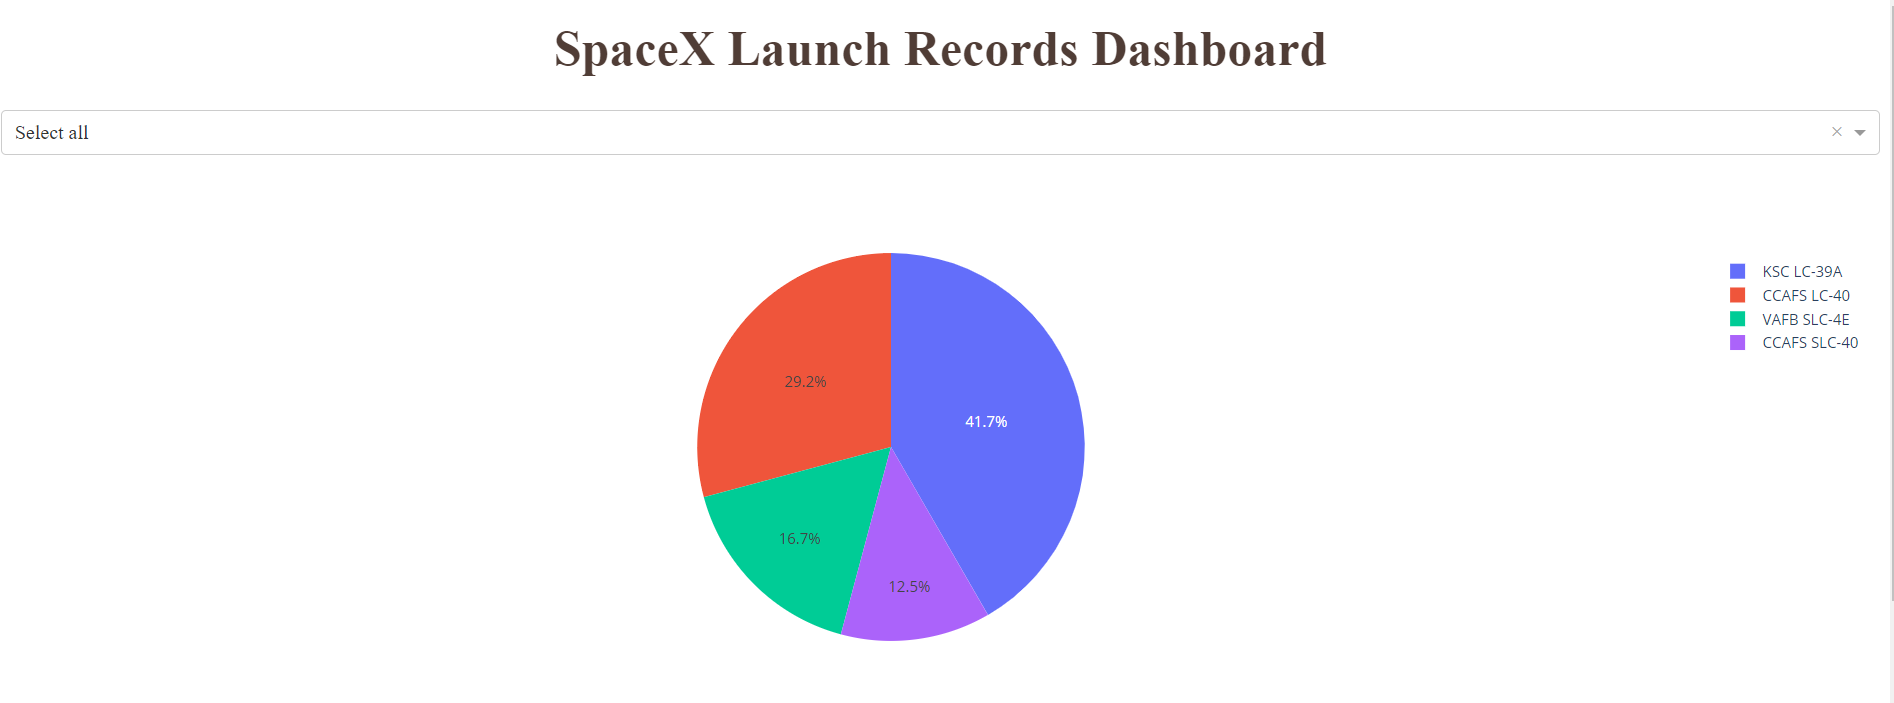 SpaceX Launch Records Dashboard
Select all
KSC LC-39A
CCAFS LC-40
VAFB SLC-4E
CCAFS SLC-40
29.2%
41.7%
16.7%
12.5%